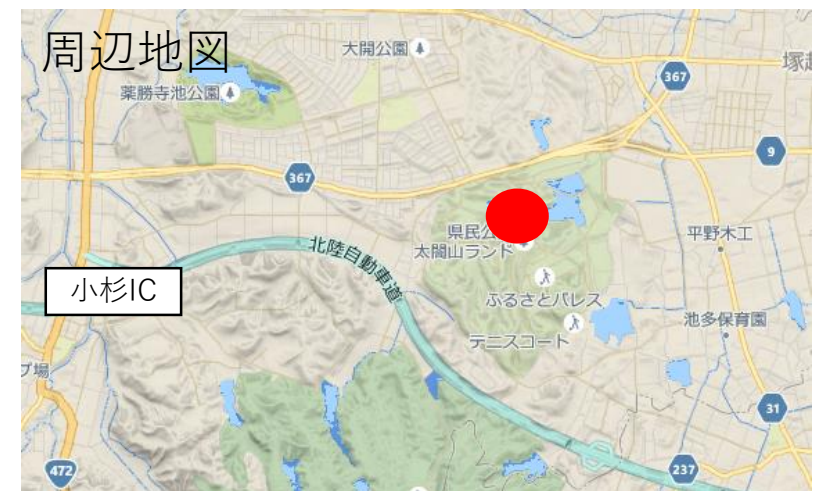 周辺地図
大開公園
塚越
薬勝寺池公園
367
9
367
県民公
太閤山ランド
平野木工
北陸自動車道
小杉IC
ふるさとパレス
池多保育園
テニスコート
プ場
31
472
237